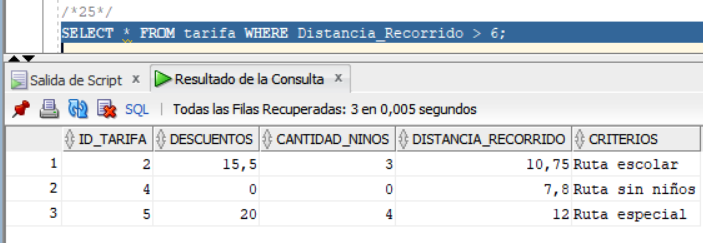 /*25*/
SELECT * FROM tarifa WHERE Distancia_Recorrido > 6;
Salida de Script x Resultado de la Consulta x
SQL | Todas las Filas Recuperadas: 3 en 0,005 segundos
ID_TARIFA DESCUENTOS CANTIDAD_NINOS DISTANCIA_RECORRIDO CRITERIOS
1 2 15,5 3 10,75 Ruta escolar
2 4 0 0 7,8 Ruta sin niños
3 5 20 4 12 Ruta especial